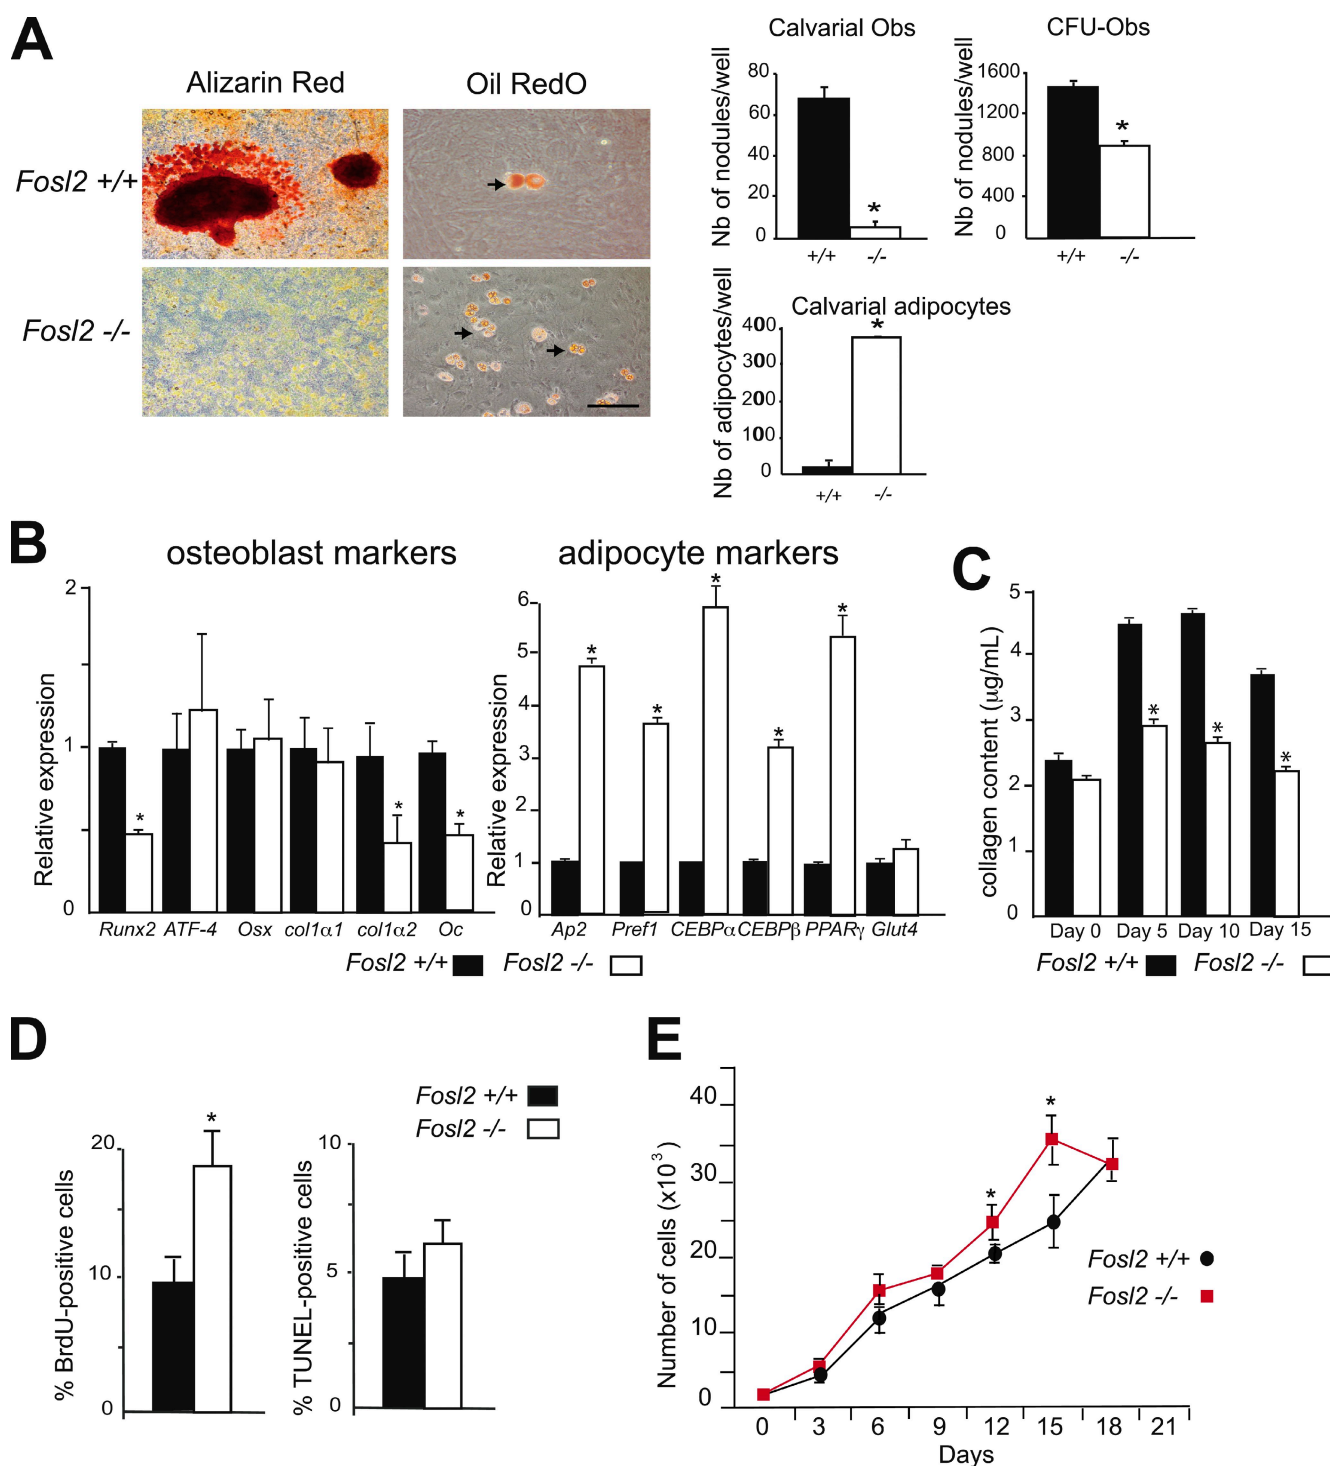 A
Alizarin Red
Oil RedO
Fosl2 +/+
Fosl2 -/-
Calvarial Obs
Nb of nodules/well
80
60
40
20
0
*
+/+
-/-
CFU-Obs
Nb of nodules/well
1600
1200
800
400
0
*
+/+
-/-
Calvarial adipocytes
Nb of adipocytes/well
400
300
200
100
0
*
+/+
-/-
B
osteoblast markers
Relative expression
2
1
0
* * *
Runx2 ATF-4 Osx col1α1 col1α2 Oc
adipocyte markers
Relative expression
6
5
4
3
2
1
0
* * * * *
Ap2 Pref1 CEBPα CEBPβ PPARγ Glut4
Fosl2 +/+ Fosl2 -/-
C
collagen content (µg/mL)
5
4
3
2
1
0
* * *
Day 0 Day 5 Day 10 Day 15
Fosl2 +/+ Fosl2 -/-
D
Fosl2 +/+
Fosl2 -/-
% BrdU-positive cells
20
10
0
*
% TUNEL-positive cells
10
5
0
E
Number of cells (x10³)
40
30
20
10
0
* *
0 3 6 9 12 15 18 21
Days
Fosl2 +/+
Fosl2 -/-